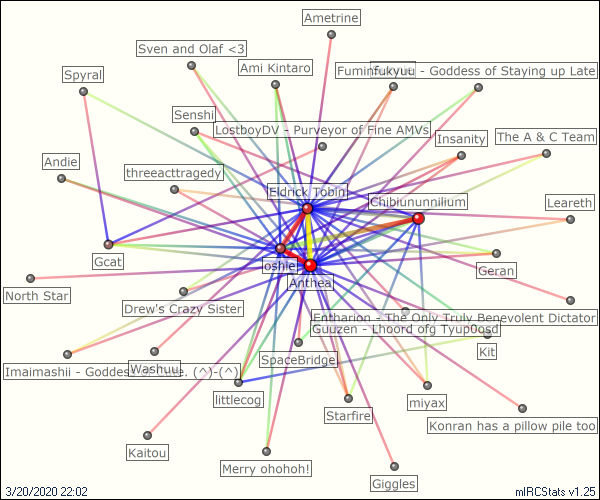 Ametrine
Sven and Olaf <3
Ami Kintaro
Fuminfukyuu - Goddess of Staying up Late
Spyral
Senshi
LostboyDV - Purveyor of Fine AMVs
Insanity
The A & C Team
Andie
threeacttragedy
Eldrick Tobin
Chibiununnilium
Leareth
Gcat
oshie
Anthea
Geran
North Star
Drew's Crazy Sister
Entharion - The Only Truly Benevolent Dictator
Guuzen - Lhoord ofg Tyup0osd
Kit
SpaceBridge
Imaimashii - Goddess of Cute. (^)-(^)
Washuu
littlecog
Starfire
miyax
Konran has a pillow pile too
Kaitou
Merry ohohoh!
Giggles
3/20/2020 22:02
mIRCStats v1.25